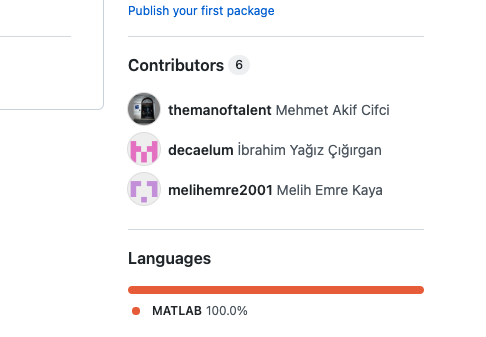 Publish your first package
Contributors 6
themanoftalent Mehmet Akif Cifci
decaelum İbrahim Yağız Çığırgan
melihemre2001 Melih Emre Kaya
Languages
MATLAB 100.0%